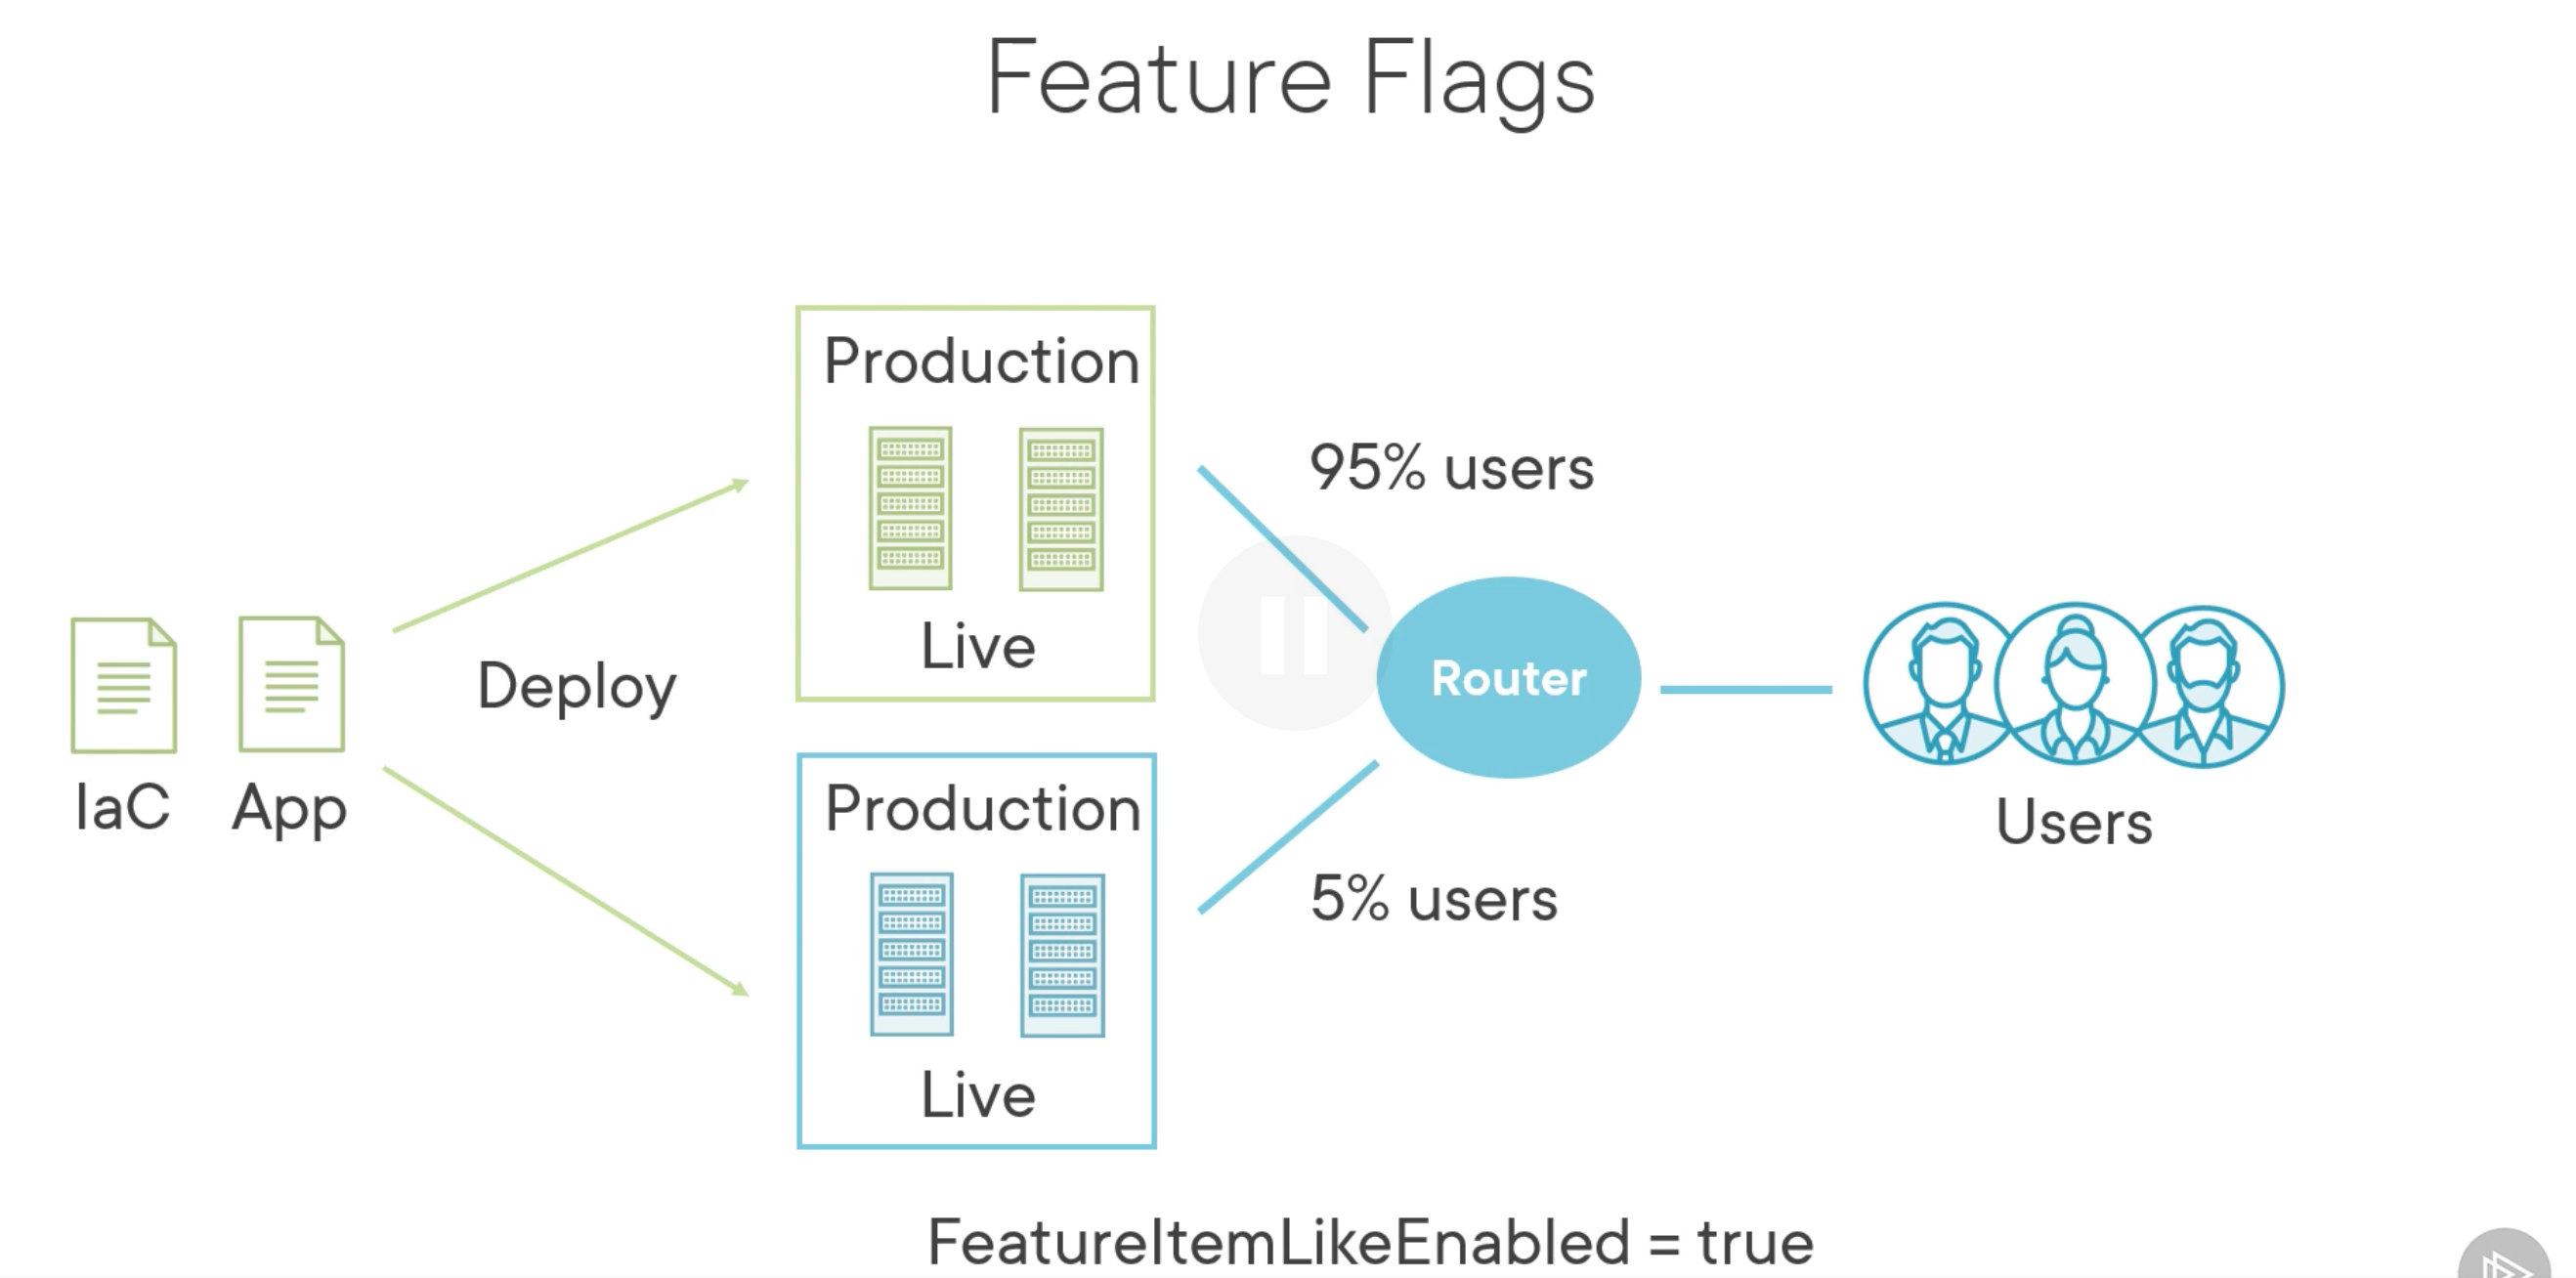 Feature Flags
Production
Live
95% users
IaC
App
Deploy
Router
Users
Production
Live
5% users
FeatureItemLikeEnabled = true